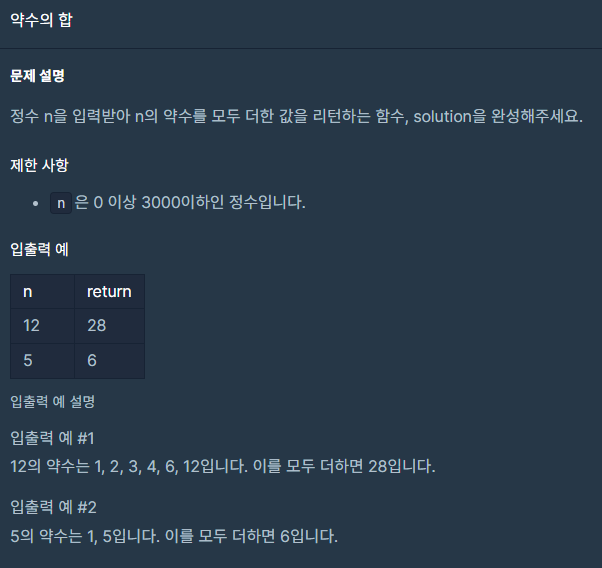 약수의 합
문제 설명
정수 n을 입력받아 n의 약수를 모두 더한 값을 리턴하는 함수, solution을 완성해주세요.
제한 사항
• n 은 0 이상 3000이하인 정수입니다.
입출력 예
n return
12 28
5 6
입출력 예 설명
입출력 예 #1
12의 약수는 1, 2, 3, 4, 6, 12입니다. 이를 모두 더하면 28입니다.
입출력 예 #2
5의 약수는 1, 5입니다. 이를 모두 더하면 6입니다.